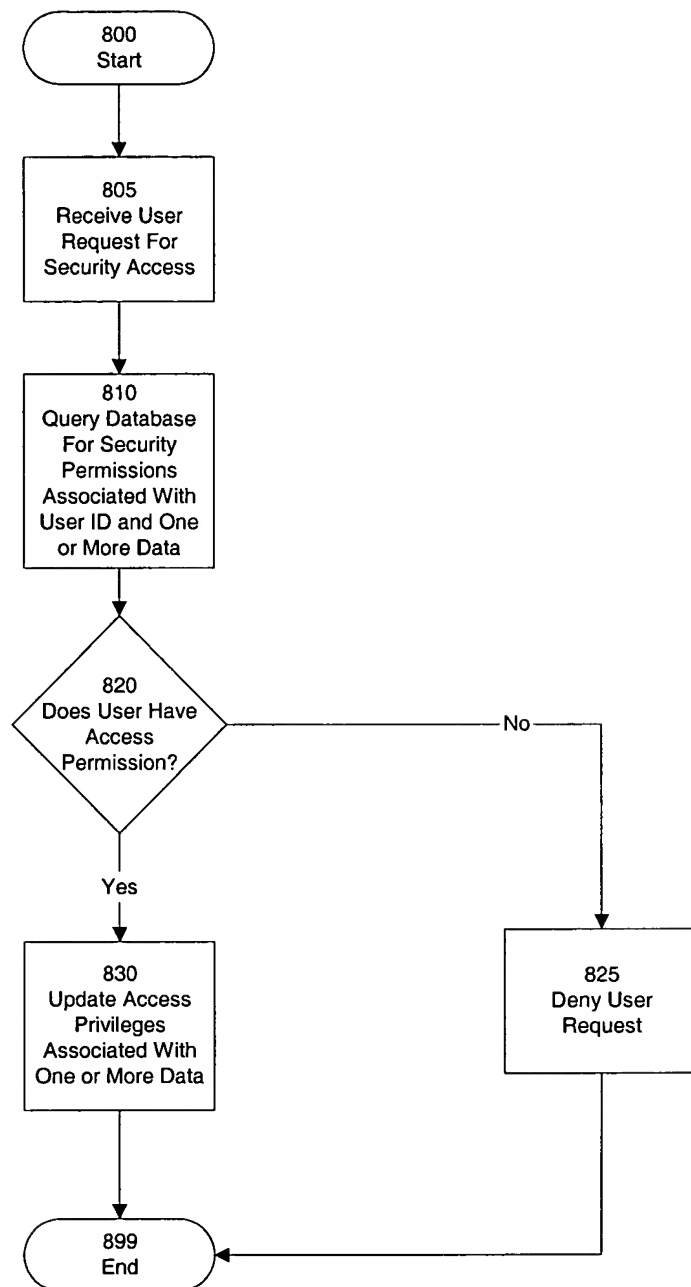 800
Start
805
Receive User
Request For
Security Access
810
Query Database
For Security
Permissions
Associated With
User ID and One
or More Data
820
Does User Have
Access
Permission?
No
Yes
830
Update Access
Privileges
Associated With
One or More Data
825
Deny User
Request
899
End